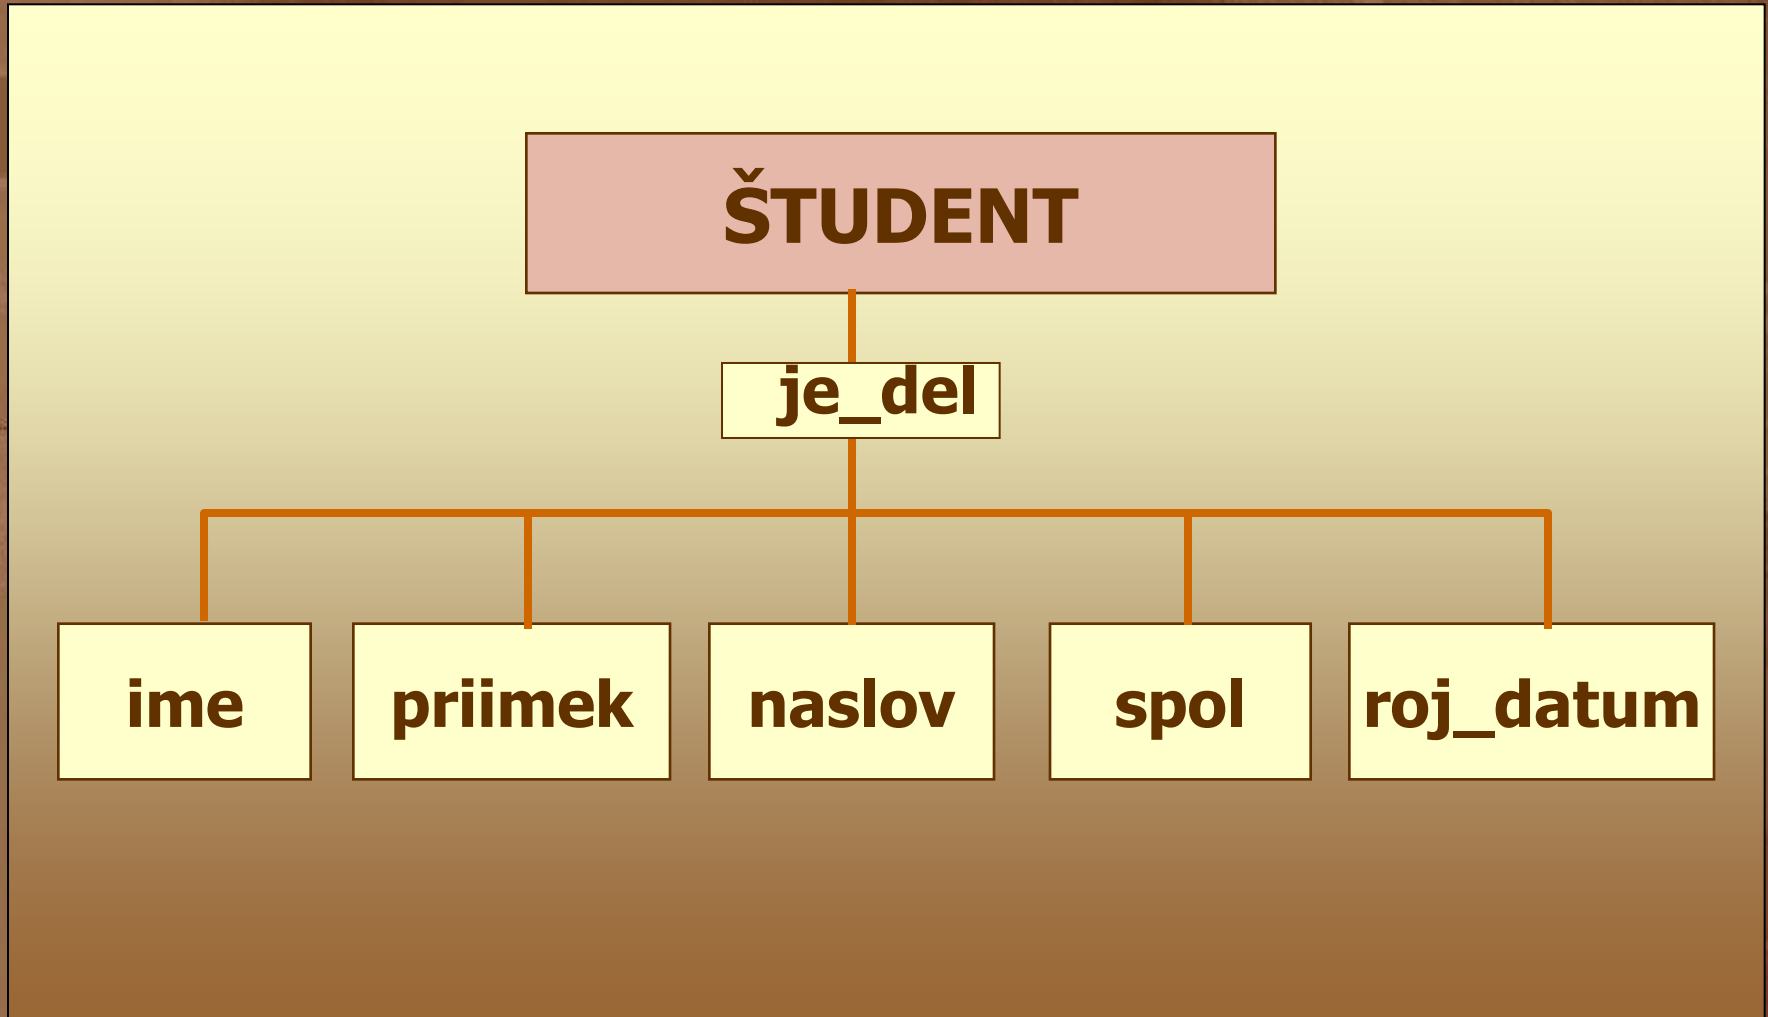 ŠTUDENT
je_del
ime
priimek
naslov
spol
roj_datum